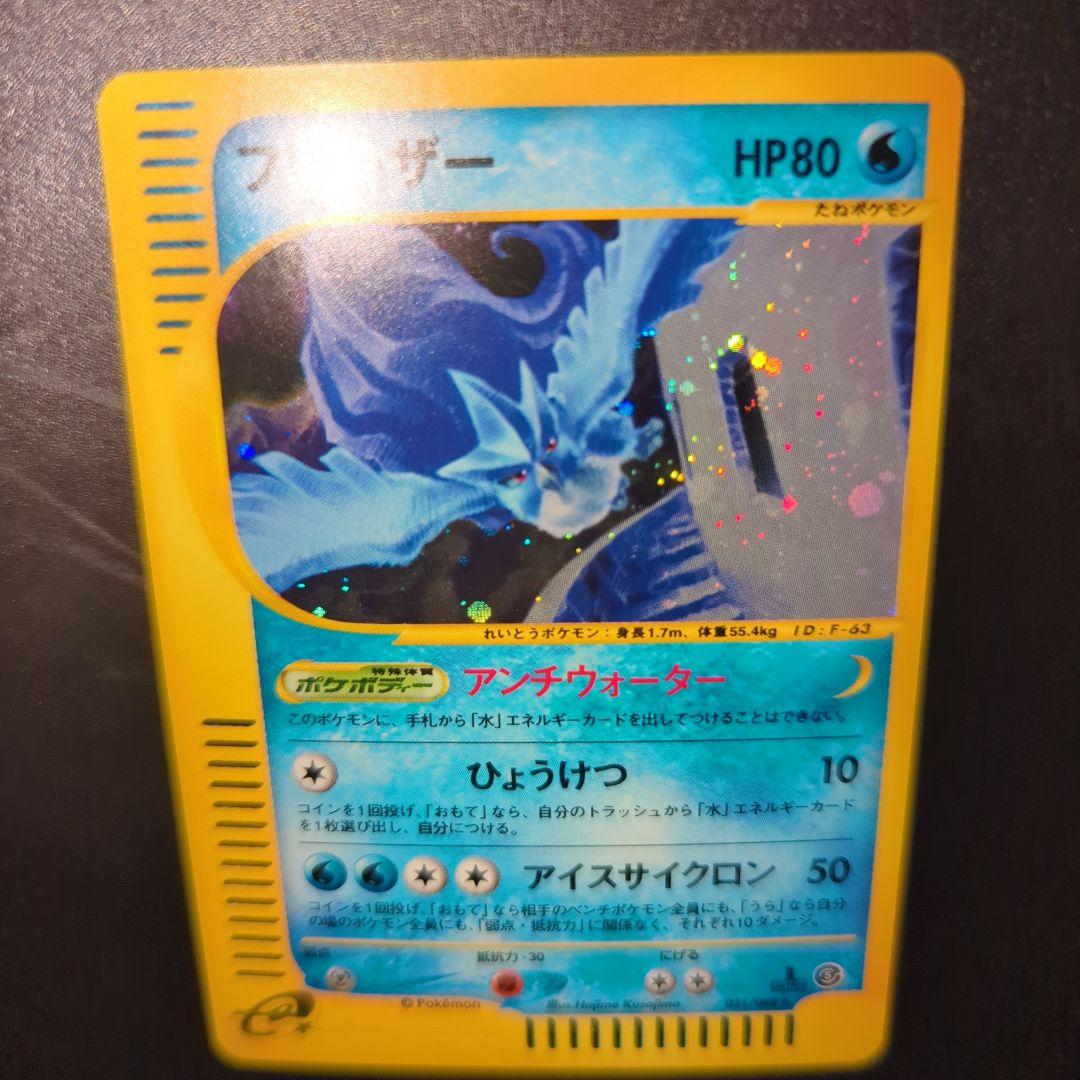 フリーザー
HP80
たねポケモン
れいとうポケモン：身長1.7m、体重55.4kg ID：F-63
特殊体質
ポケボディー
アンチウォーター
このポケモンに、手札から「水」エネルギーカードを出してつけることはできない。
ひょうけつ 10
コインを1回投げ、「おもて」なら、自分のトラッシュから「水」エネルギーカード
を1枚選び出し、自分につける。
アイスサイクロン 50
コインを1回投げ、「おもて」なら相手のベンチポケモン全員にも、「うら」なら自分
の場のポケモン全員にも、「弱点・抵抗力」に関係なく、それぞれ10ダメージ。
弱点 抵抗力-30 にげる
1 EDITION 5
© Pokémon Illus. Hajime Kusajima
e